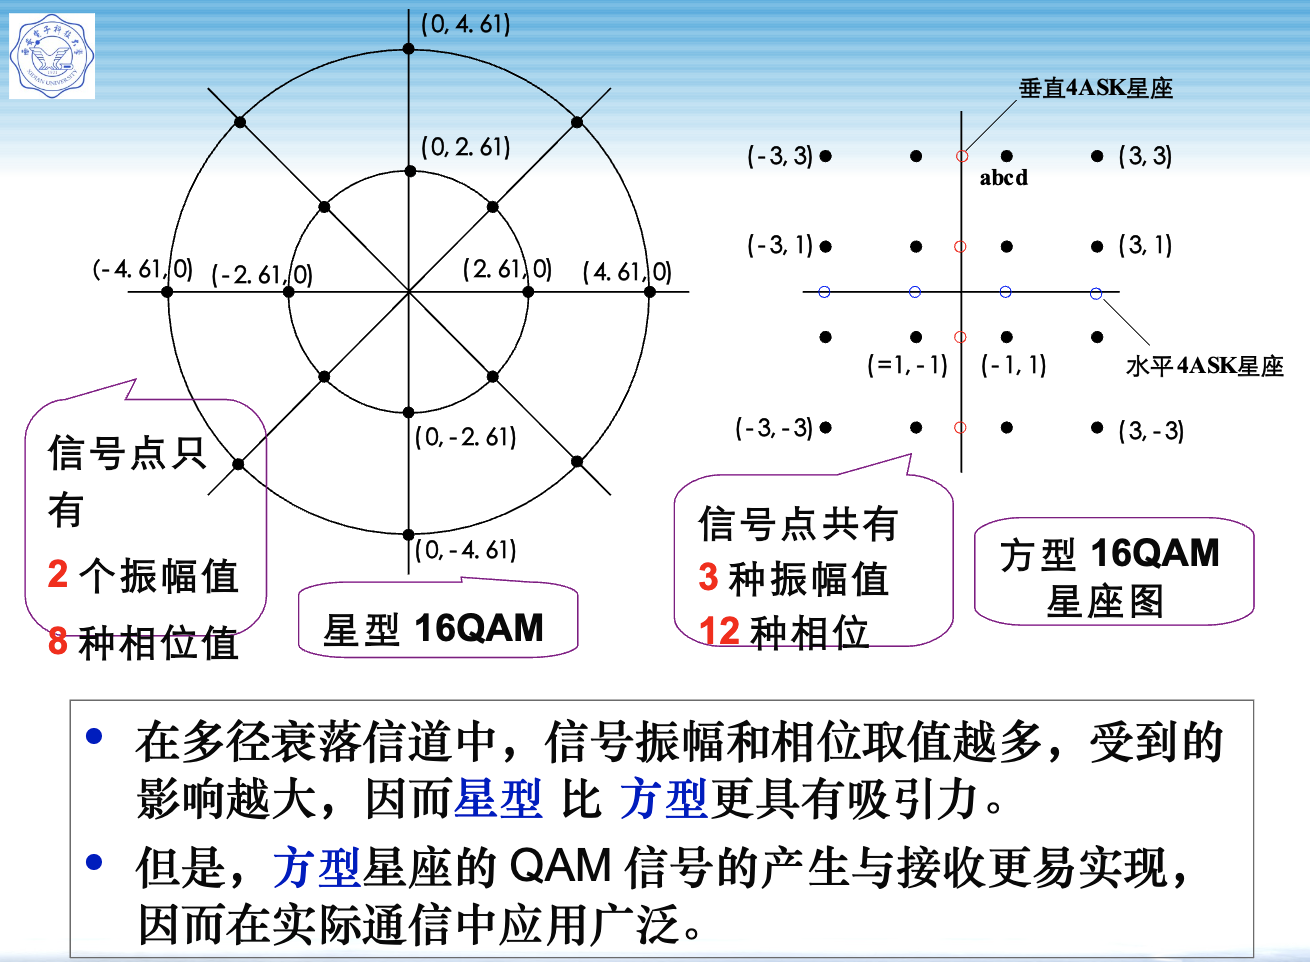 (0, 4. 61)
(0, 2. 61)
(-4. 61, 0)
(-2. 61, 0)
(2. 61, 0)
(4. 61, 0)
(0, -2. 61)
(0, -4. 61)
信号点只
有
2 个振幅值
8 种相位值
星型 16QAM
垂直4ASK星座
(-3, 3)
(3, 3)
abcd
(-3, 1)
(3, 1)
(=1, -1)
(-1, 1)
水平4ASK星座
(-3, -3)
(3, -3)
信号点共有
3 种振幅值
12 种相位
方型 16QAM
星座图
• 在多径衰落信道中，信号振幅和相位取值越多，受到的
影响越大，因而星型 比 方型更具有吸引力。
• 但是，方型星座的 QAM 信号的产生与接收更易实现，
因而在实际通信中应用广泛。